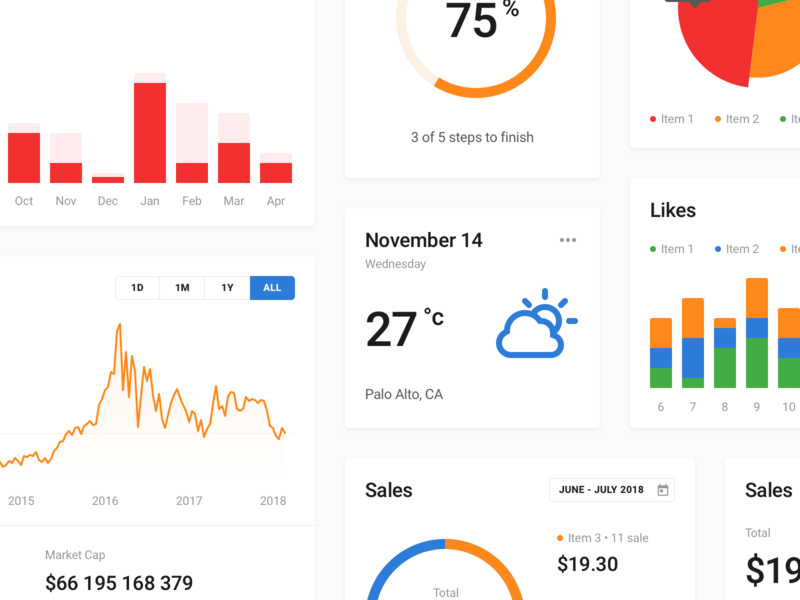 75 %
3 of 5 steps to finish
Item 1 Item 2
Oct Nov Dec Jan Feb Mar Apr
November 14
Wednesday
27 °C
Palo Alto, CA
Likes
Item 1 Item 2
6 7 8 9 10
1D 1M 1Y ALL
2015 2016 2017 2018
Market Cap
$66 195 168 379
Sales
JUNE - JULY 2018
Item 3 • 11 sale
$19.30
Total
Sales
Total
$19